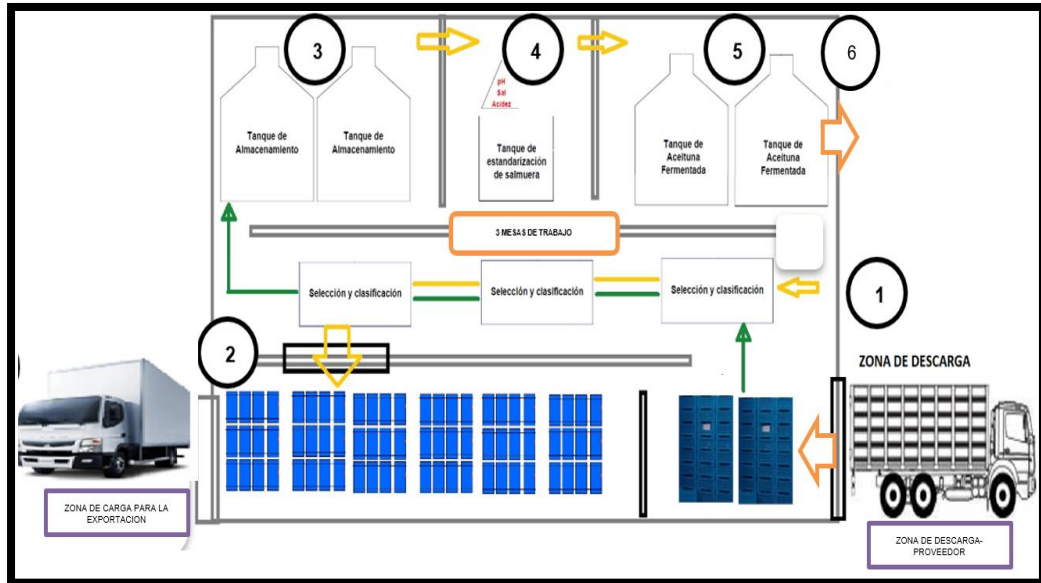 3
4
5
6
pH
Sal
Acidez
Tanque de
Almacenamiento
Tanque de
Almacenamiento
Tanque de
estandarización
de salmuera
Tanque de
Aceituna
Fermentada
Tanque de
Aceituna
Fermentada
3 MESAS DE TRABAJO
Selección y clasificación
Selección y clasificación
Selección y clasificación
1
2
ZONA DE DESCARGA
ZONA DE CARGA PARA LA
EXPORTACION
ZONA DE DESCARGA-
PROVEEDOR